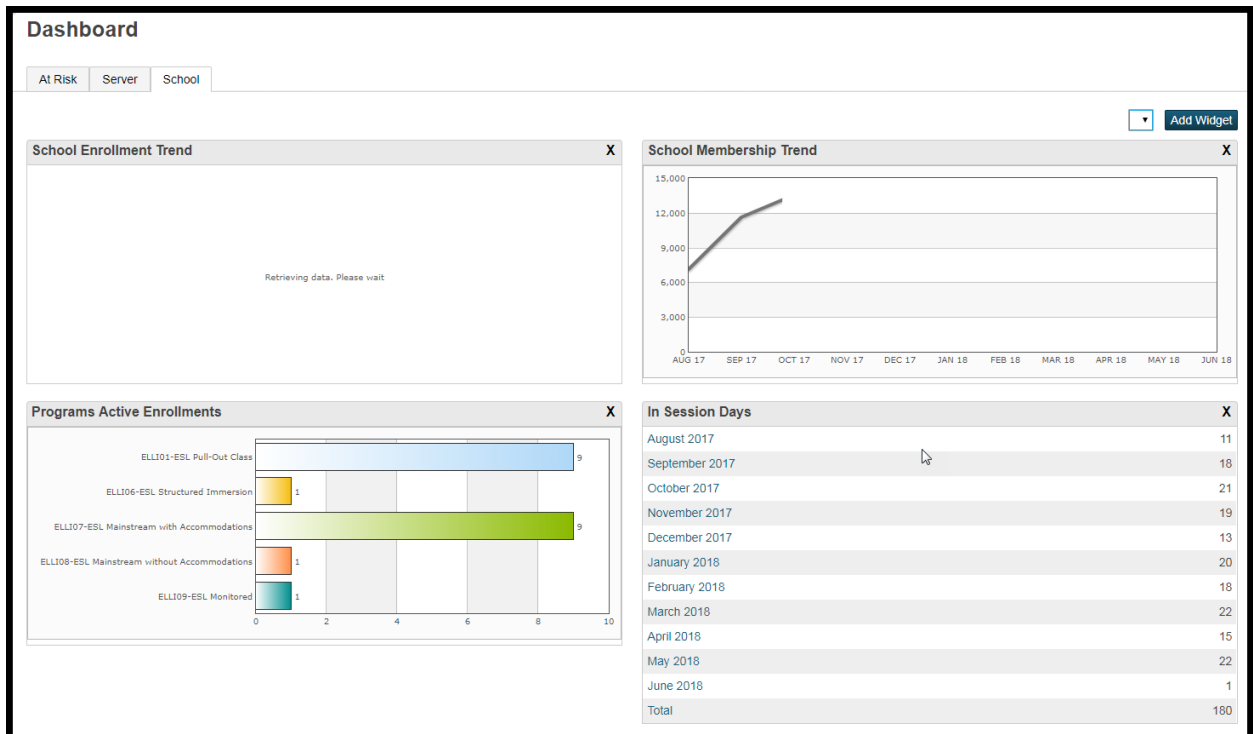 Dashboard
At Risk Server School
▼ Add Widget
School Enrollment Trend X
Retrieving data. Please wait
School Membership Trend X
15,000
12,000
9,000
6,000
3,000
0
AUG 17 SEP 17 OCT 17 NOV 17 DEC 17 JAN 18 FEB 18 MAR 18 APR 18 MAY 18 JUN 18
Programs Active Enrollments X
ELLI01-ESL Pull-Out Class 9
ELLI06-ESL Structured Immersion 1
ELLI07-ESL Mainstream with Accommodations 9
ELLI08-ESL Mainstream without Accommodations 1
ELLI09-ESL Monitored 1
0 2 4 6 8 10
In Session Days X
August 2017 11
September 2017 18
October 2017 21
November 2017 19
December 2017 13
January 2018 20
February 2018 18
March 2018 22
April 2018 15
May 2018 22
June 2018 1
Total 180